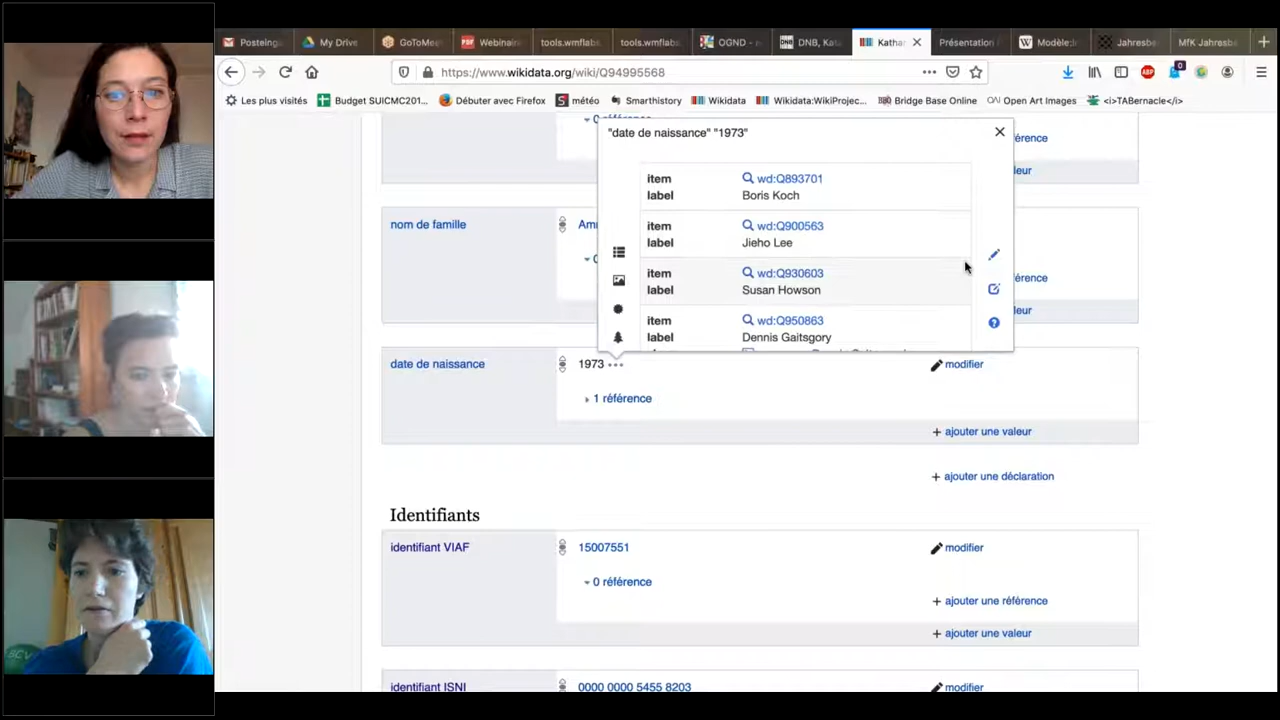 Posteing
My Drive
GoToMe
Webinair
tools.wmflabs
tools.wmflabs
OGND -
DNB, Kata
Kathar
Présentation
Modèle:
Jahresbe
MfK Jahresb
https://www.wikidata.org/wiki/Q94995568
ABP
0
Les plus visités
Budget SUICMC201...
Débuter avec Firefox
météo
Smarthistory
Wikidata
Wikidata:WikiProjec...
Bridge Base Online
Open Art Images
<i>TABernacle</i>
"date de naissance" "1973"
item wd:Q893701
label Boris Koch
item wd:Q900563
label Jieho Lee
item wd:Q930603
label Susan Howson
item wd:Q950863
label Dennis Gaitsgory
nom de famille
date de naissance
1973
modifier
1 référence
+ ajouter une valeur
+ ajouter une déclaration
Identifiants
identifiant VIAF
15007551
modifier
0 référence
+ ajouter une référence
+ ajouter une valeur
identifiant ISNI
0000 0000 5455 8203
modifier